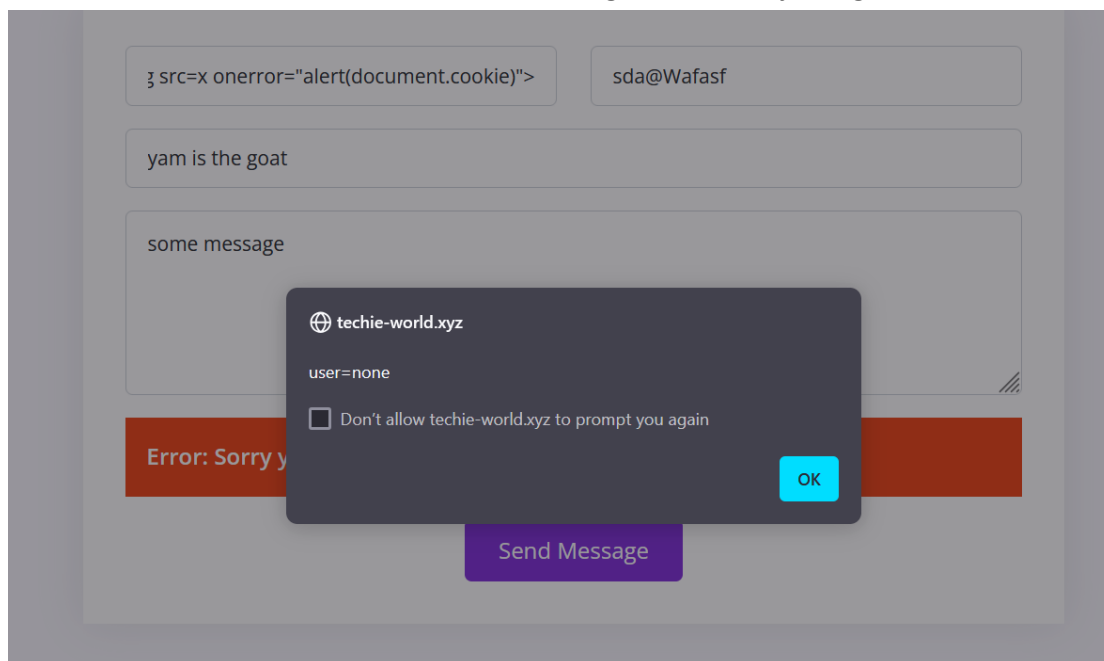 src=x onerror="alert(document.cookie)">
sda@Wafasf
yam is the goat
some message
techie-world.xyz
user=none
Don't allow techie-world.xyz to prompt you again
OK
Error: Sorry y
Send Message